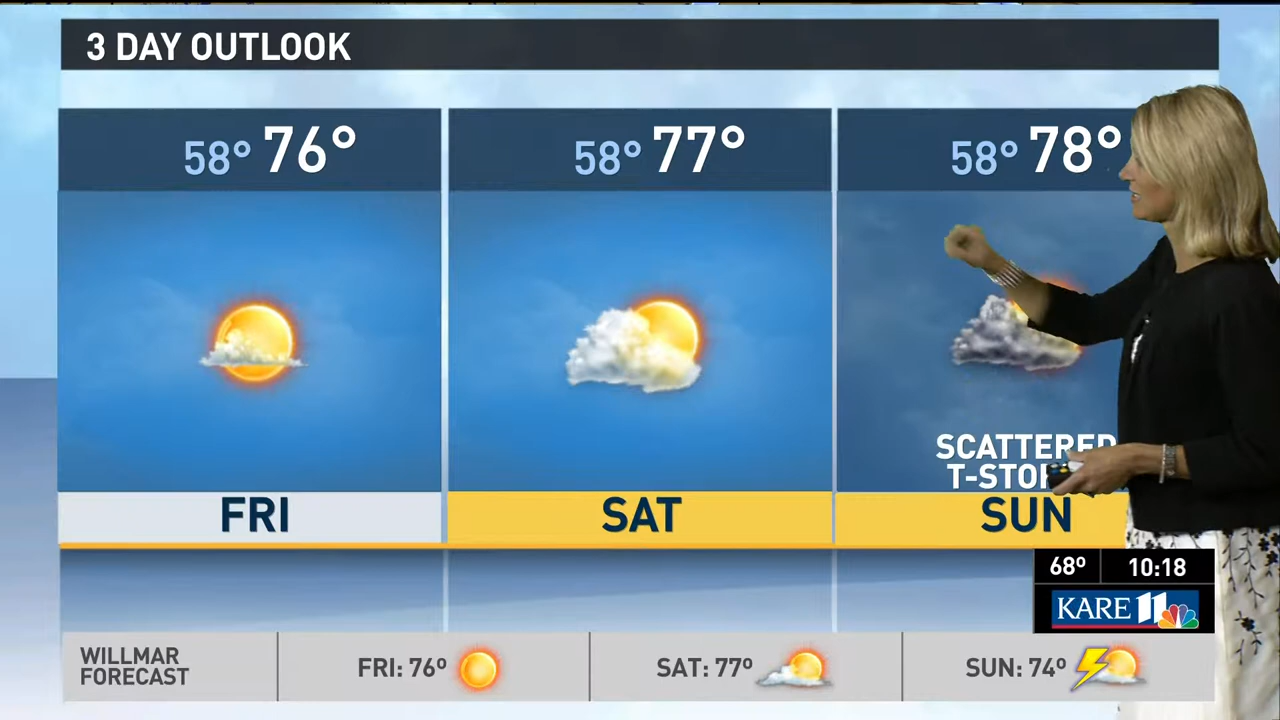 3 DAY OUTLOOK
58° 76°
58° 77°
58° 78°
SCATTERED
FRI
SAT
SUN
68° 10:18
KARE 11
WILLMAR
FORECAST
FRI: 76°
SAT: 77°
SUN: 74°